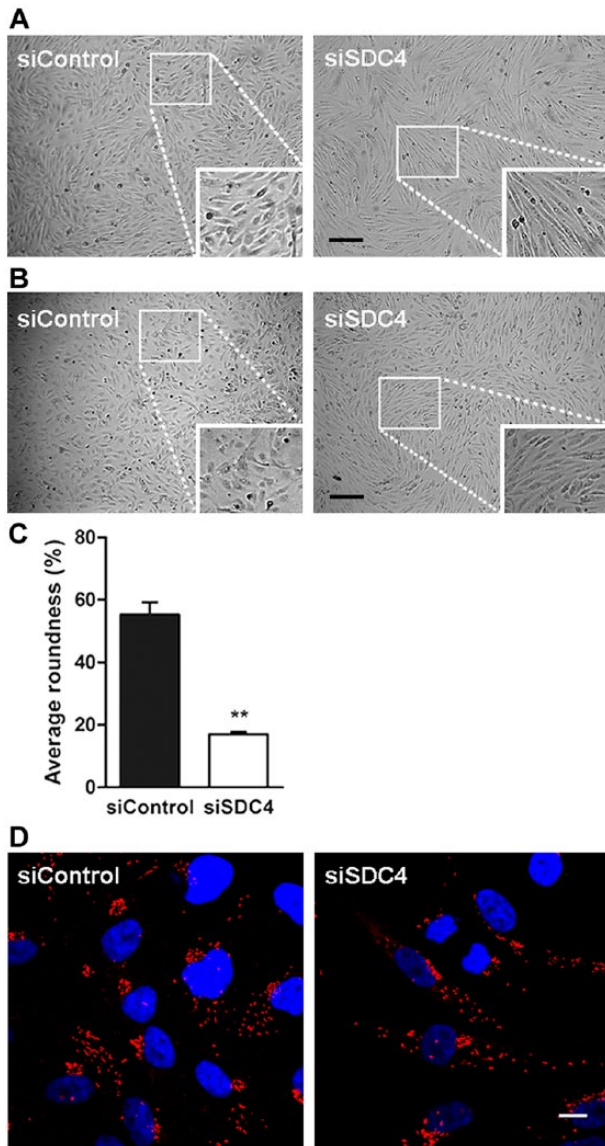 A
siControl
siSDC4
B
siControl
siSDC4
C
Average roundness (%)
80
60
40
20
0
**
siControl
siSDC4
D
siControl
siSDC4